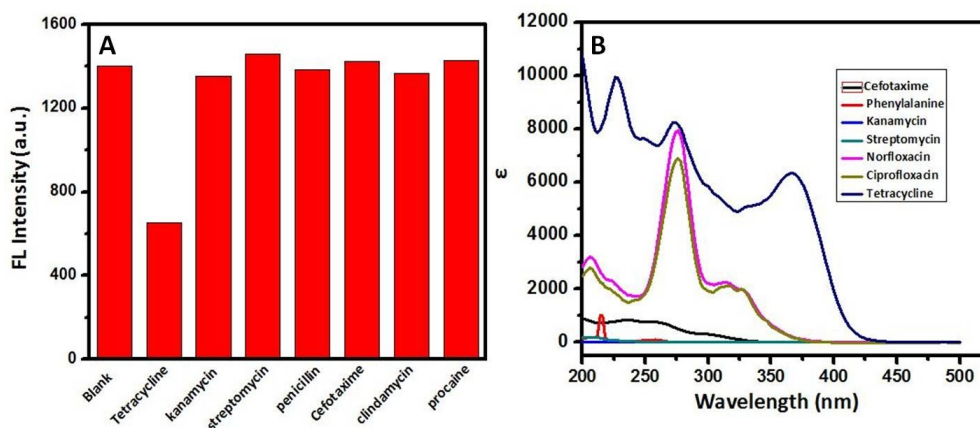 A
1600
1200
800
400
0
FL Intensity (a.u.)
Blank
Tetracycline
kanamycin
streptomycin
penicillin
Cefotaxime
clindamycin
procaine
B
12000
10000
8000
6000
4000
2000
0
ε
Cefotaxime
Phenylalanine
Kanamycin
Streptomycin
Norfloxacin
Ciprofloxacin
Tetracycline
200 250 300 350 400 450 500
Wavelength (nm)